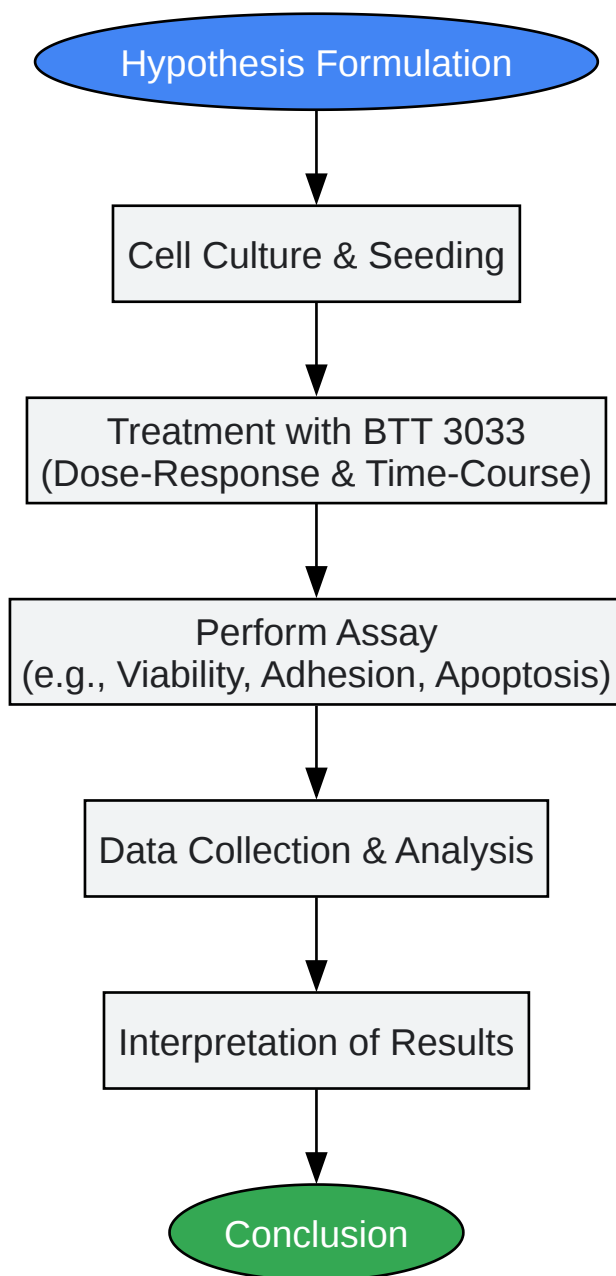 Hypothesis Formulation
Cell Culture & Seeding
Treatment with BTT 3033
(Dose-Response & Time-Course)
Perform Assay
(e.g., Viability, Adhesion, Apoptosis)
Data Collection & Analysis
Interpretation of Results
Conclusion